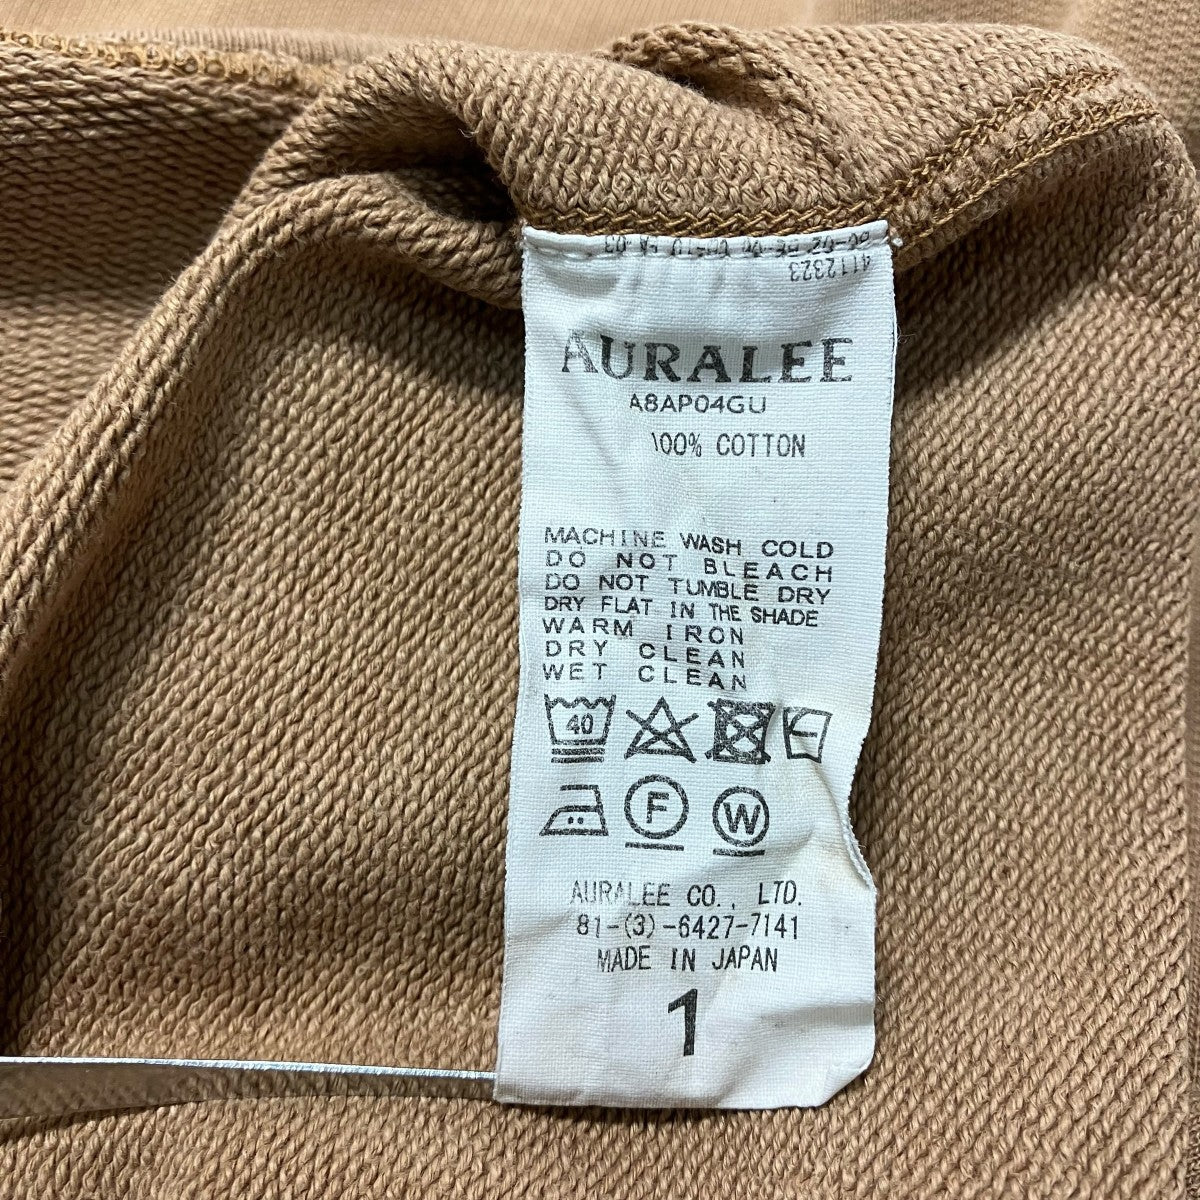 4112323
AURALEE
A8AP04GU
100% COTTON
MACHINE WASH COLD
DO NOT BLEACH
DO NOT TUMBLE DRY
DRY FLAT IN THE SHADE
WARM IRON
DRY CLEAN
WET CLEAN
40
F
W
AURALEE CO., LTD.
81-(3)-6427-7141
MADE IN JAPAN
1